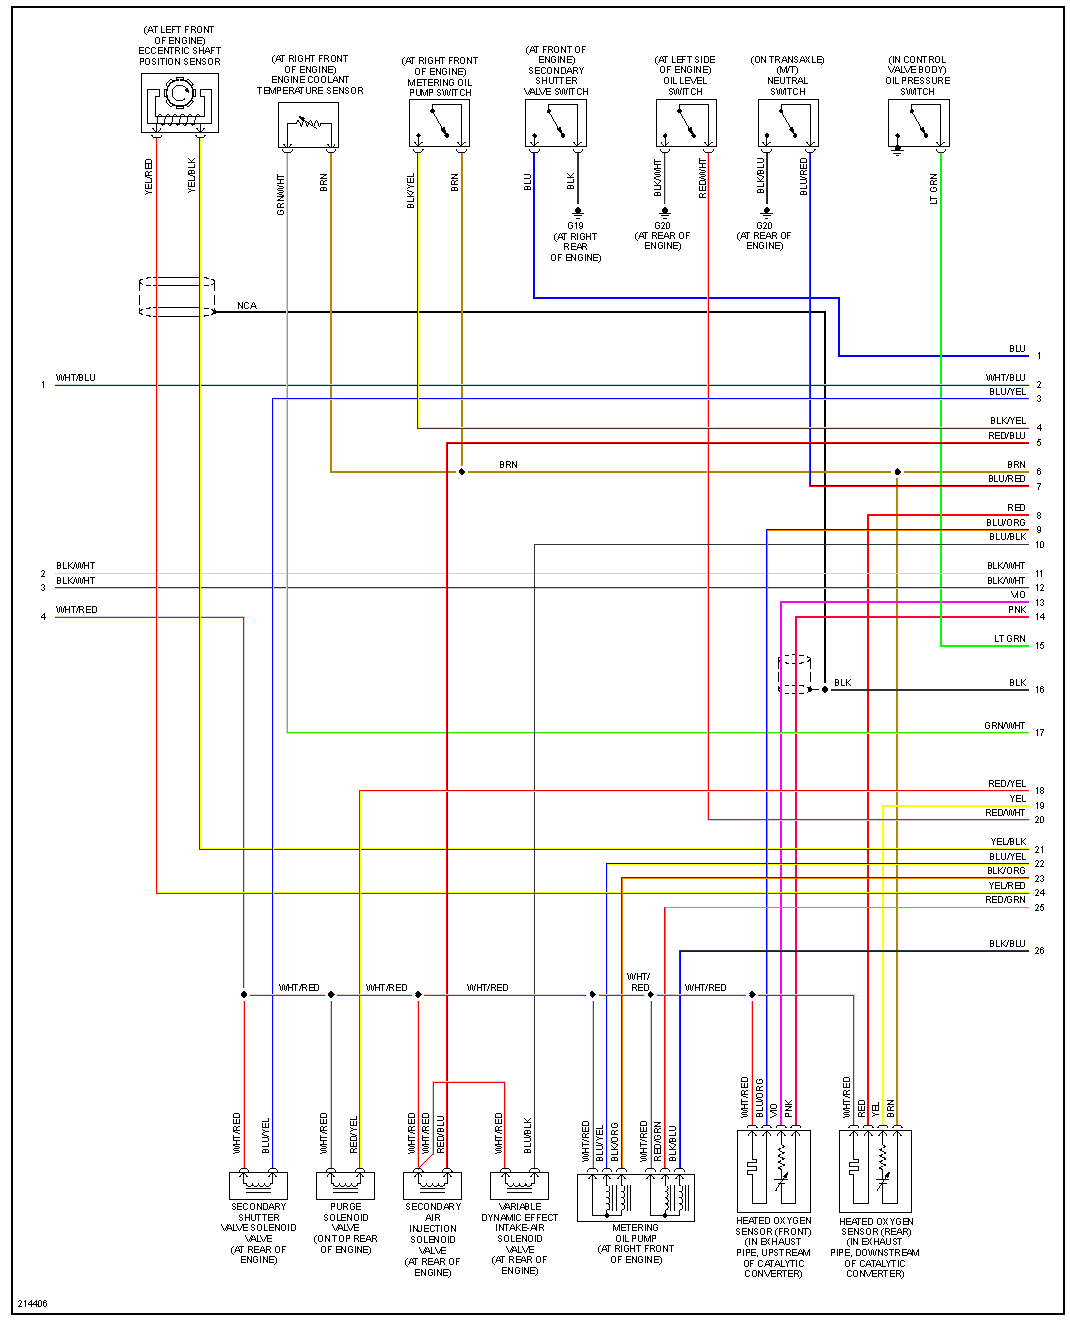 (AT LEFT FRONT
OF ENGINE)
ECCENTRIC SHAFT
POSITION SENSOR
(AT RIGHT FRONT
OF ENGINE)
ENGINE COOLANT
TEMPERATURE SENSOR
(AT RIGHT FRONT
OF ENGINE)
METERING OIL
PUMP SWITCH
(AT FRONT OF
ENGINE)
SECONDARY
SHUTTER
VALVE SWITCH
(AT LEFT SIDE
OF ENGINE)
OIL LEVEL
SWITCH
(ON TRANSAXLE)
(M/T)
NEUTRAL
SWITCH
(IN CONTROL
VALVE BODY)
OIL PRESSURE
SWITCH
YEL/RED
YEL/BLK
GRN/WHT
BRN
BLK/YEL
BRN
BLU
BLK
BLK/WHT
RED/WHT
BLK/BLU
BLU/RED
LT GRN
G19
(AT RIGHT
REAR
OF ENGINE)
G20
(AT REAR OF
ENGINE)
G20
(AT REAR OF
ENGINE)
NCA
BLU 1
1 WHT/BLU
WHT/BLU 2
BLU/YEL 3
BLK/YEL 4
RED/BLU 5
BRN
BRN 6
BLU/RED 7
RED 8
BLU/ORG 9
BLU/BLK 10
2 BLK/WHT
BLK/WHT 11
3 BLK/WHT
BLK/WHT 12
VIO 13
4 WHT/RED
PNK 14
LT GRN 15
BLK
BLK 16
GRN/WHT 17
RED/YEL 18
YEL 19
RED/WHT 20
YEL/BLK 21
BLU/YEL 22
BLK/ORG 23
YEL/RED 24
RED/GRN 25
BLK/BLU 26
WHT/RED
WHT/RED
WHT/RED
WHT/
RED
WHT/RED
WHT/RED
BLU/YEL
WHT/RED
RED/YEL
WHT/RED
WHT/RED
RED/BLU
WHT/RED
BLU/BLK
WHT/RED
BLU/YEL
BLK/ORG
WHT/RED
RED/GRN
BLK/BLU
WHT/RED
BLU/ORG
VIO
PNK
WHT/RED
RED
YEL
BRN
SECONDARY
SHUTTER
VALVE SOLENOID
VALVE
(AT REAR OF
ENGINE)
PURGE
SOLENOID
VALVE
(ON TOP REAR
OF ENGINE)
SECONDARY
AIR
INJECTION
SOLENOID
VALVE
(AT REAR OF
ENGINE)
VARIABLE
DYNAMIC EFFECT
INTAKE-AIR
SOLENOID
VALVE
(AT REAR OF
ENGINE)
METERING
OIL PUMP
(AT RIGHT FRONT
OF ENGINE)
HEATED OXYGEN
SENSOR (FRONT)
(IN EXHAUST
PIPE, UPSTREAM
OF CATALYTIC
CONVERTER)
HEATED OXYGEN
SENSOR (REAR)
(IN EXHAUST
PIPE, DOWNSTREAM
OF CATALYTIC
CONVERTER)
214406